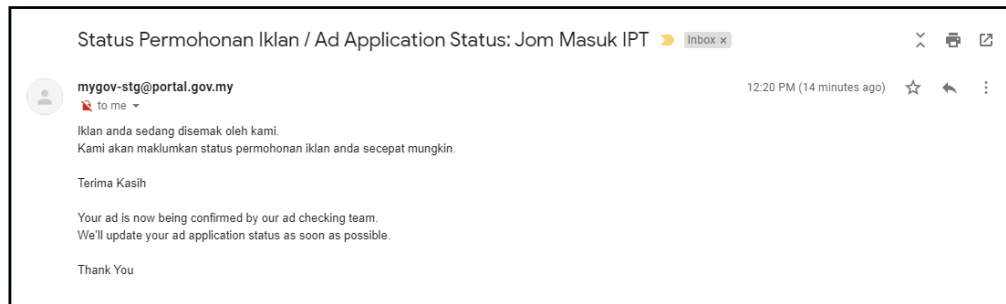 Status Permohonan Iklan / Ad Application Status: Jom Masuk IPT Inbox x
mygov-stg@portal.gov.my 12:20 PM (14 minutes ago)
to me
Iklan anda sedang disemak oleh kami.
Kami akan maklumkan status permohonan iklan anda secepat mungkin.
Terima Kasih
Your ad is now being confirmed by our ad checking team.
We'll update your ad application status as soon as possible.
Thank You